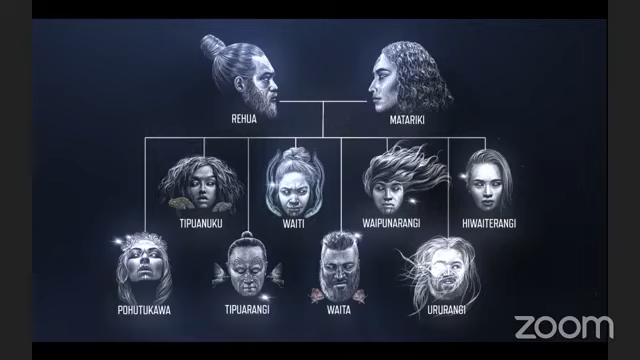 REHUA
MATARIKI
TIPUANUKU
WAITI
WAIPUNARANGI
HIWAITERANGI
POHUTUKAWA
TIPUARANGI
WAITA
URURANGI
zoom